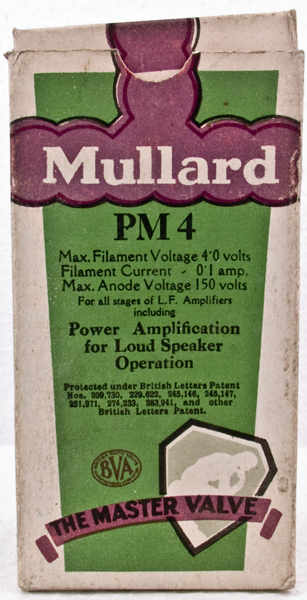 Mullard
PM 4
Max. Filament Voltage 4·0 volts
Filament Current - 0·1 amp.
Max. Anode Voltage 150 volts
For all stages of L.F. Amplifiers
including
Power Amplification
for Loud Speaker
Operation
Protected under British Letters Patent
Nos. 209,730, 229,622, 245,146, 245,147,
251,971, 274,233, 283,941, and other
British Letters Patent.
BVA
THE MASTER VALVE